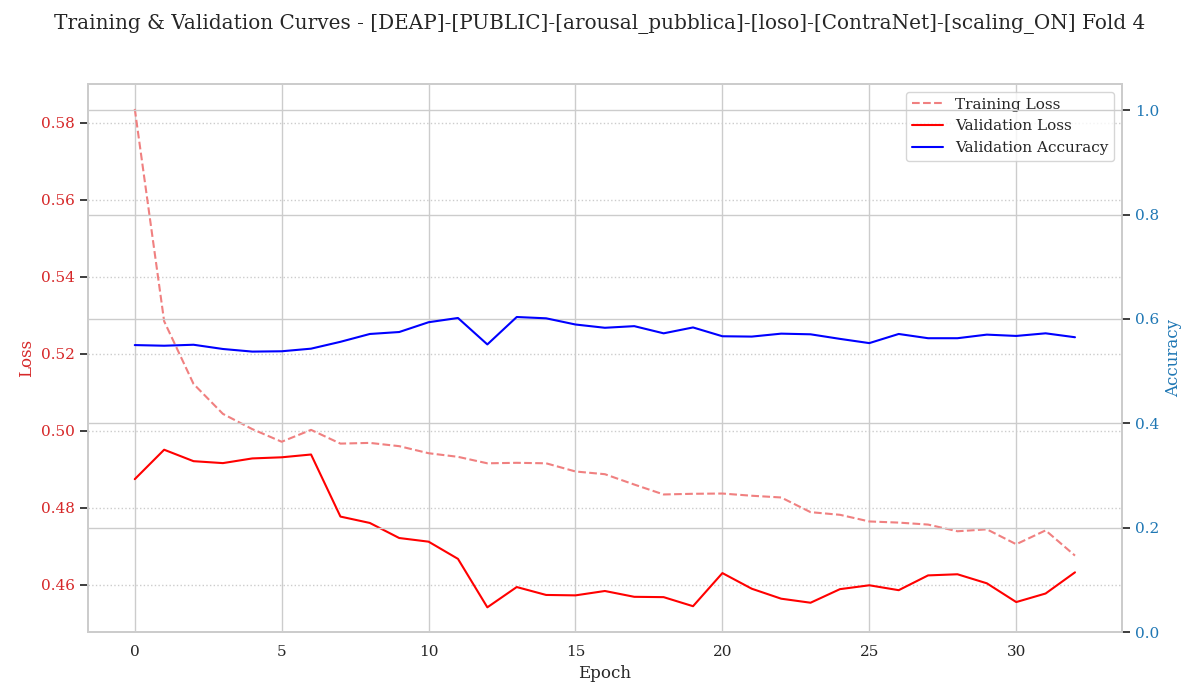 Training & Validation Curves - [DEAP]-[PUBLIC]-[arousal_pubblica]-[loso]-[ContraNet]-[scaling_ON] Fold 4
Training Loss
Validation Loss
Validation Accuracy
0.58
0.56
0.54
0.52
0.50
0.48
0.46
Loss
1.0
0.8
0.6
0.4
0.2
0.0
Accuracy
0
5
10
15
20
25
30
Epoch